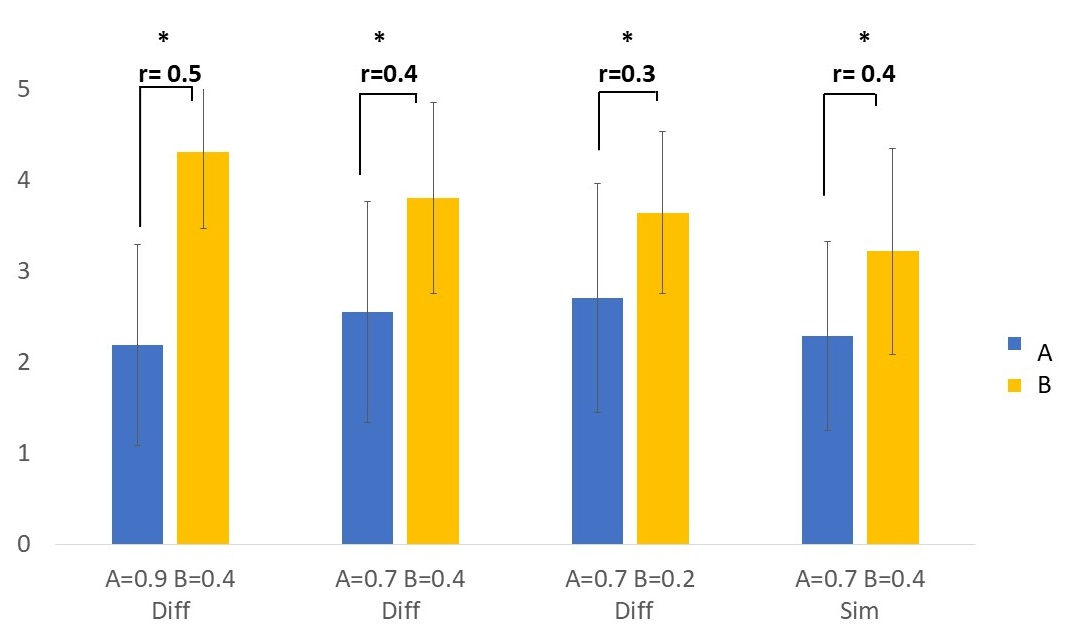 * * * *
r= 0.5 r=0.4 r=0.3 r= 0.4
5
4
3
2
1
0
A
B
A=0.9 B=0.4 A=0.7 B=0.4 A=0.7 B=0.2 A=0.7 B=0.4
Diff Diff Diff Sim